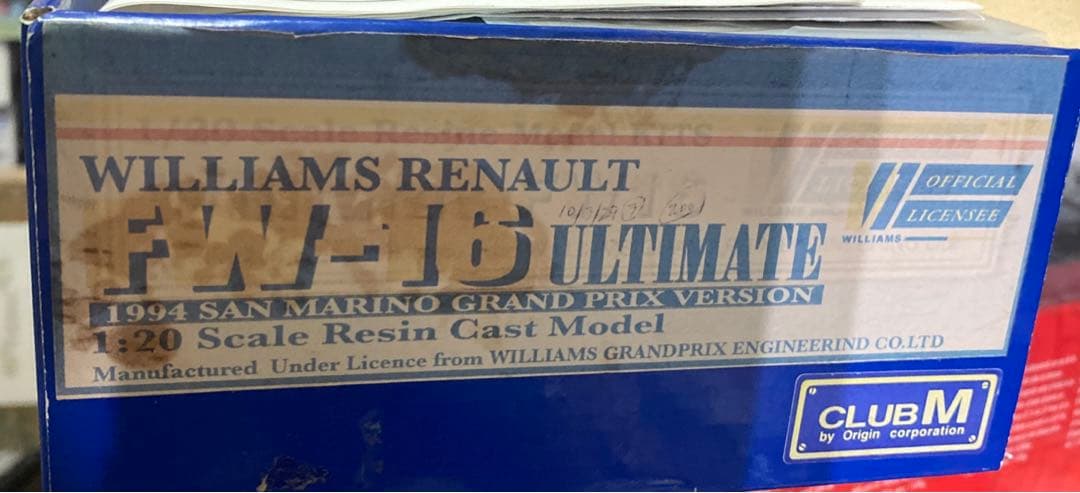 WILLIAMS RENAULT
FW-16 ULTIMATE
1994 SAN MARINO GRAND PRIX VERSION
1:20 Scale Resin Cast Model
Manufactured Under Licence from WILLIAMS GRANDPRIX ENGINEERIND CO.LTD
OFFICIAL
LICENSEE
WILLIAMS
CLUB M
by Origin corporation